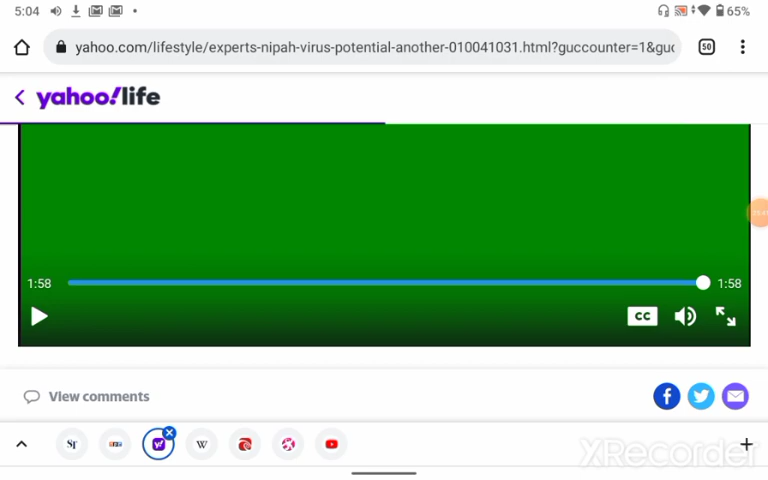 5:04
65%
yahoo.com/lifestyle/experts-nipah-virus-potential-another-010041031.html?guccounter=1&guc
50
yahoo!life
1:58
1:58
CC
View comments
Sr
y!
W
XRecorder